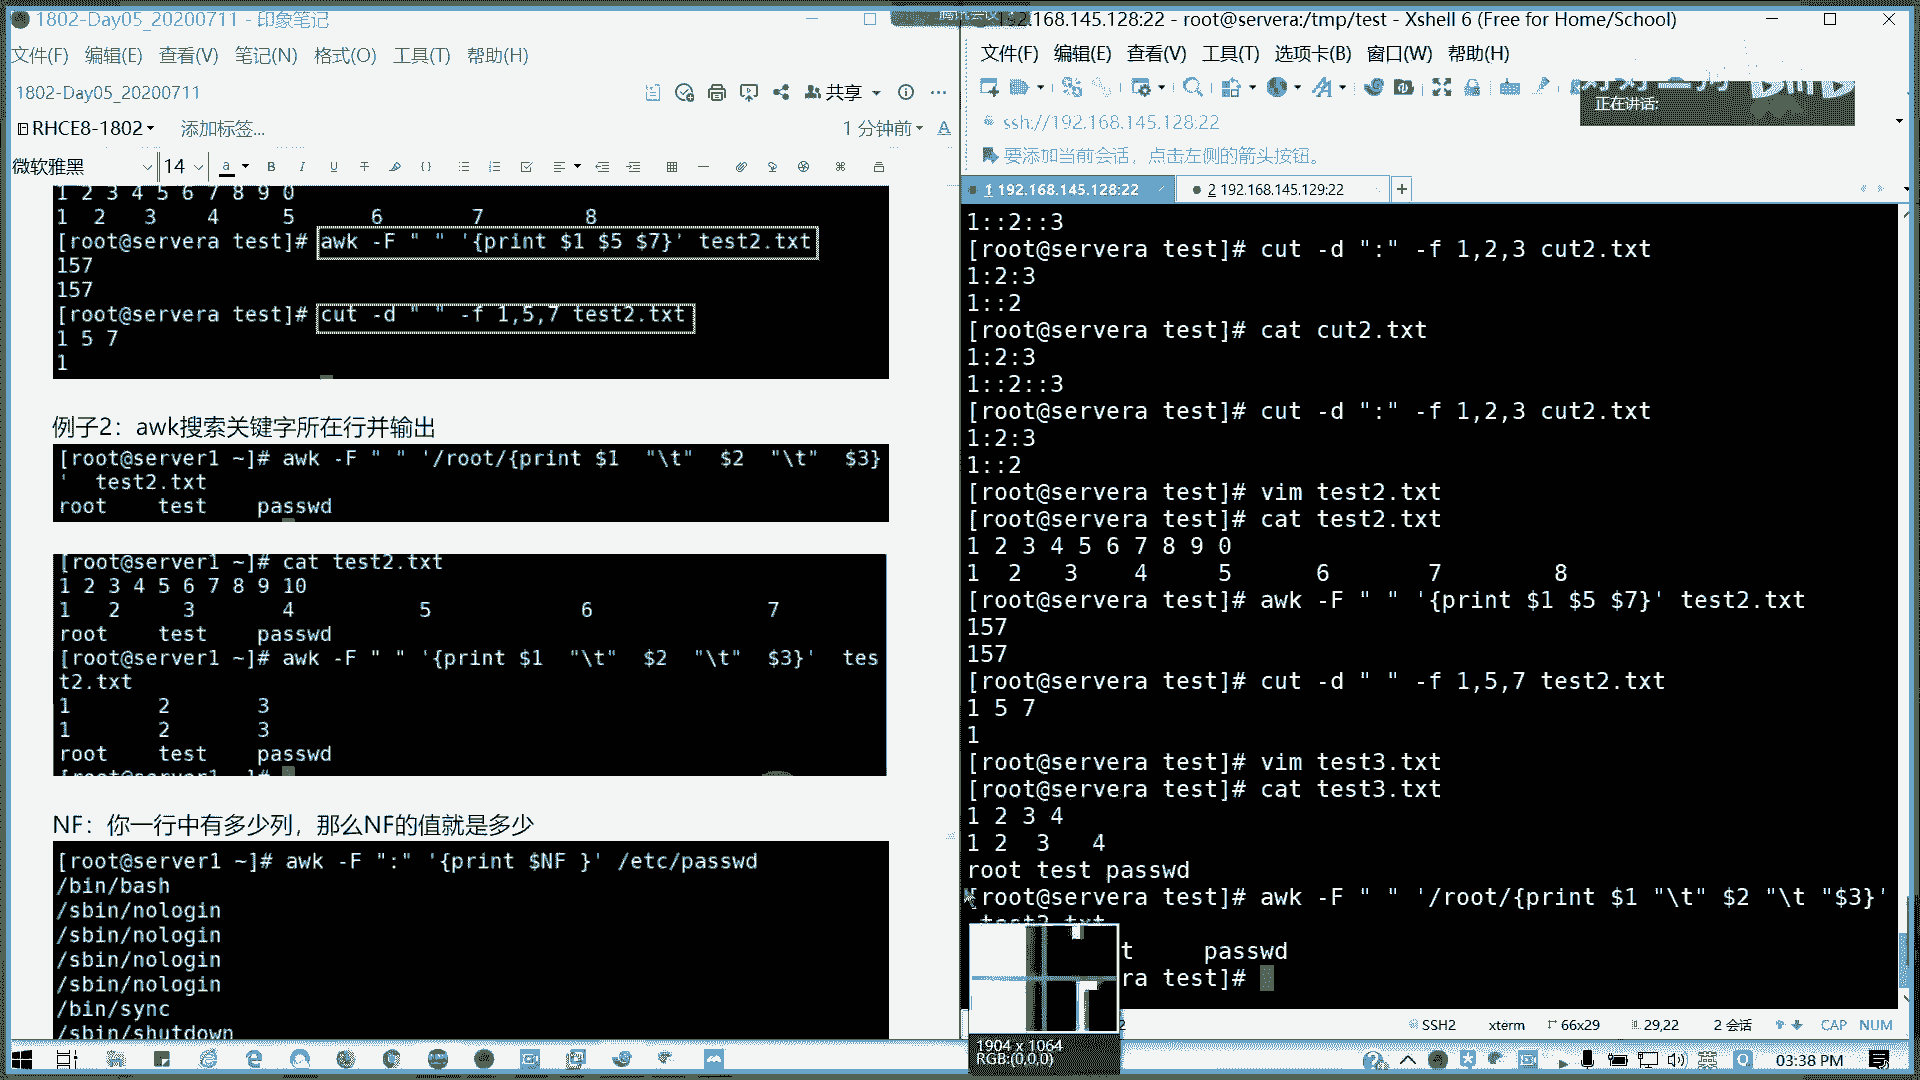 1802-Day05_20200711 - 印象笔记
文件(F) 编辑(E) 查看(V) 笔记(N) 格式(O) 工具(T) 帮助(H)
1802-Day05_20200711
共享
RHCE8-1802 添加标签...
1 分钟前
微软雅黑 14
1 2 3 4 5 6 7 8 9 0
1 2 3 4 5 6 7 8
[root@servera test]# awk -F " " '{print $1 $5 $7}' test2.txt
157
157
[root@servera test]# cut -d " " -f 1,5,7 test2.txt
1 5 7
1
例子2：awk搜索关键字所在行并输出
[root@server1 ~]# awk -F " " '/root/{print $1 "\t" $2 "\t" $3}
' test2.txt
root test passwd
[root@server1 ~]# cat test2.txt
1 2 3 4 5 6 7 8 9 10
1 2 3 4 5 6 7
root test passwd
[root@server1 ~]# awk -F " " '{print $1 "\t" $2 "\t" $3}' tes
t2.txt
1 2 3
1 2 3
root test passwd
[root@server1 ~]#
NF：你一行中有多少列，那么NF的值就是多少
[root@server1 ~]# awk -F ":" '{print $NF }' /etc/passwd
/bin/bash
/sbin/nologin
/sbin/nologin
/sbin/nologin
/sbin/nologin
/bin/sync
/sbin/shutdown
192.168.145.128:22 - root@servera:/tmp/test - Xshell 6 (Free for Home/School)
文件(F) 编辑(E) 查看(V) 工具(T) 选项卡(B) 窗口(W) 帮助(H)
正在讲话:
ssh://192.168.145.128:22
要添加当前会话，点击左侧的箭头按钮。
1 192.168.145.128:22 2 192.168.145.129:22
1::2::3
[root@servera test]# cut -d ":" -f 1,2,3 cut2.txt
1:2:3
1::2
[root@servera test]# cat cut2.txt
1:2:3
1::2::3
[root@servera test]# cut -d ":" -f 1,2,3 cut2.txt
1:2:3
1::2
[root@servera test]# vim test2.txt
[root@servera test]# cat test2.txt
1 2 3 4 5 6 7 8 9 0
1 2 3 4 5 6 7 8
[root@servera test]# awk -F " " '{print $1 $5 $7}' test2.txt
157
157
[root@servera test]# cut -d " " -f 1,5,7 test2.txt
1 5 7
1
[root@servera test]# vim test3.txt
[root@servera test]# cat test3.txt
1 2 3 4
1 2 3 4
root test passwd
[root@servera test]# awk -F " " '/root/{print $1 "\t" $2 "\t "$3}'
test3.txt
t passwd
ra test]#
1904 x 1064
RGB:(0,0,0)
SSH2 xterm 66x29 29,22 2 会话 CAP NUM
03:38 PM